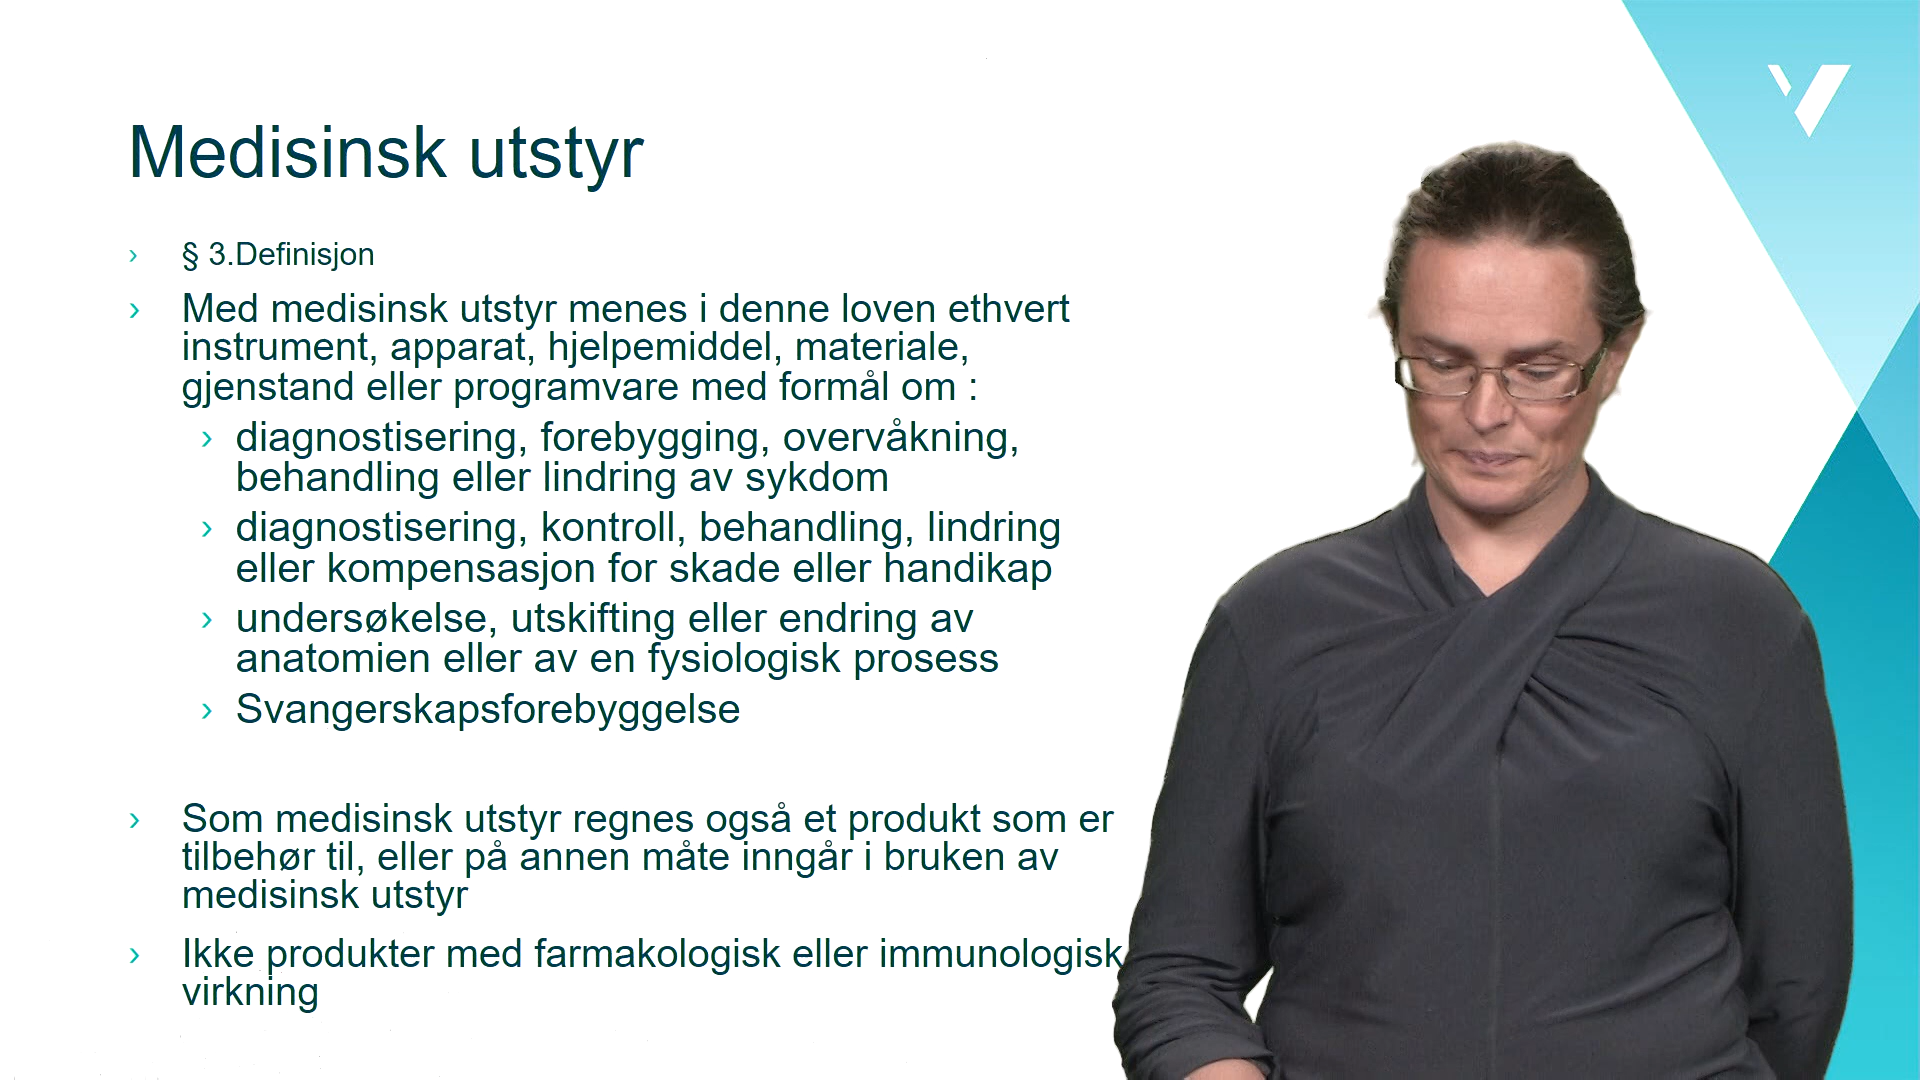 Medisinsk utstyr
§ 3.Definisjon
Med medisinsk utstyr menes i denne loven ethvert
instrument, apparat, hjelpemiddel, materiale,
gjenstand eller programvare med formål om :
diagnostisering, forebygging, overvåkning,
behandling eller lindring av sykdom
diagnostisering, kontroll, behandling, lindring
eller kompensasjon for skade eller handikap
undersøkelse, utskifting eller endring av
anatomien eller av en fysiologisk prosess
Svangerskapsforebyggelse
Som medisinsk utstyr regnes også et produkt som er
tilbehør til, eller på annen måte inngår i bruken av
medisinsk utstyr
Ikke produkter med farmakologisk eller immunologisk
virkning